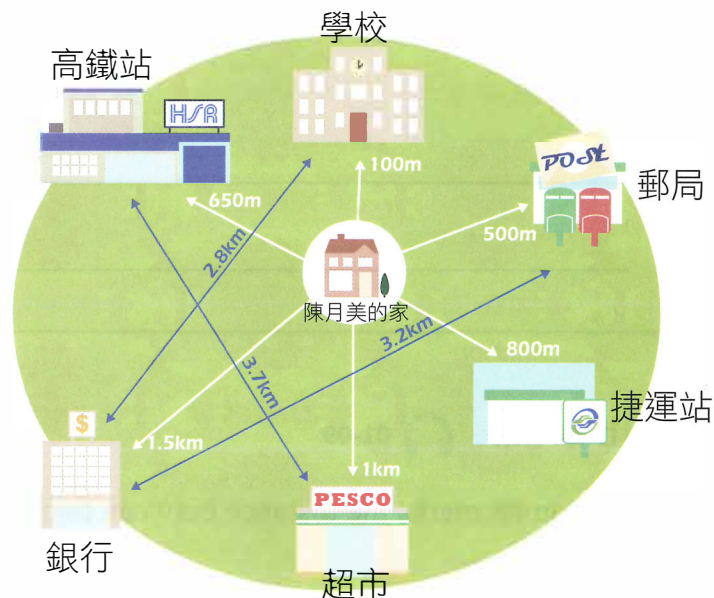 學校
高鐵站
HSR
100m
POSt
郵局
650m
500m
2.8km
陳月美的家
3.2km
800m
3.7km
捷運站
$
1.5km
1km
PESCO
銀行
超市